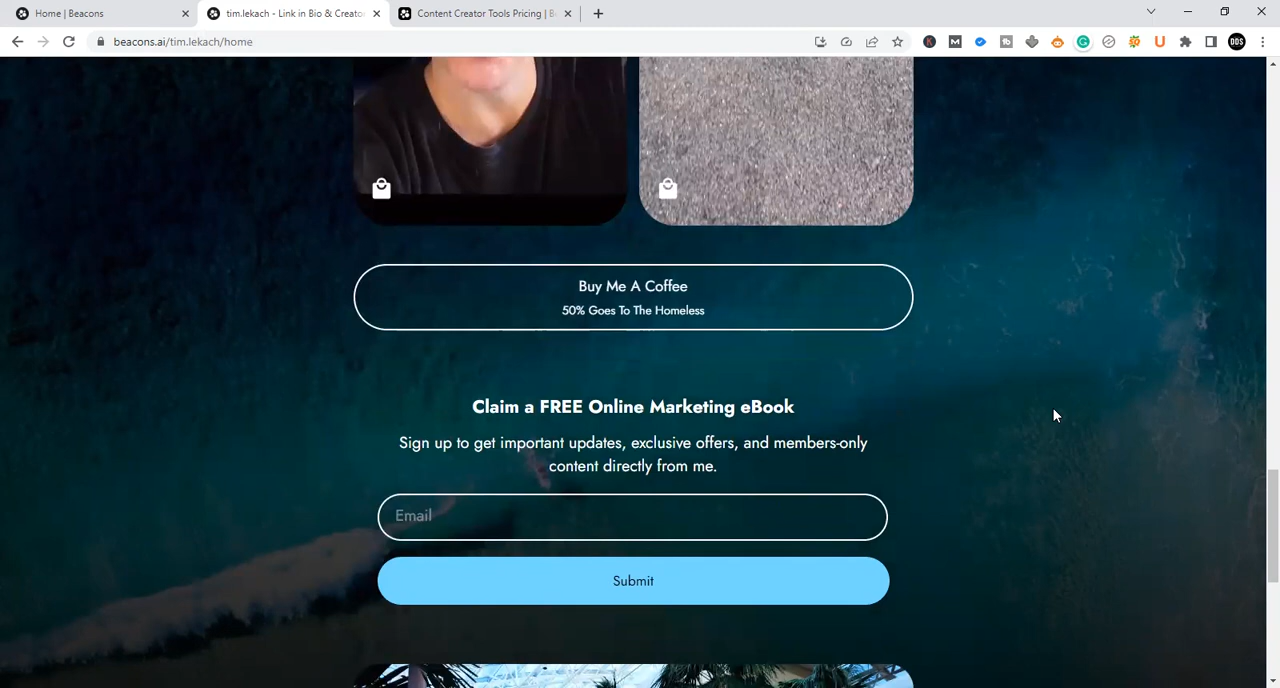 Home | Beacons
tim.lekach - Link in Bio & Creato
Content Creator Tools Pricing | B
beacons.ai/tim.lekach/home
DDS
Buy Me A Coffee
50% Goes To The Homeless
Claim a FREE Online Marketing eBook
Sign up to get important updates, exclusive offers, and members-only
content directly from me.
Email
Submit